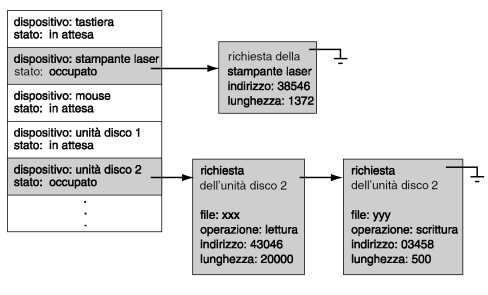 dispositivo: tastiera
stato: in attesa
dispositivo: stampante laser
stato: occupato
dispositivo: mouse
stato: in attesa
dispositivo: unità disco 1
stato: in attesa
dispositivo: unità disco 2
stato: occupato
.
.
.
richiesta della
stampante laser
indirizzo: 38546
lunghezza: 1372
richiesta
dell'unità disco 2
file: xxx
operazione: lettura
indirizzo: 43046
lunghezza: 20000
richiesta
dell'unità disco 2
file: yyy
operazione: scrittura
indirizzo: 03458
lunghezza: 500